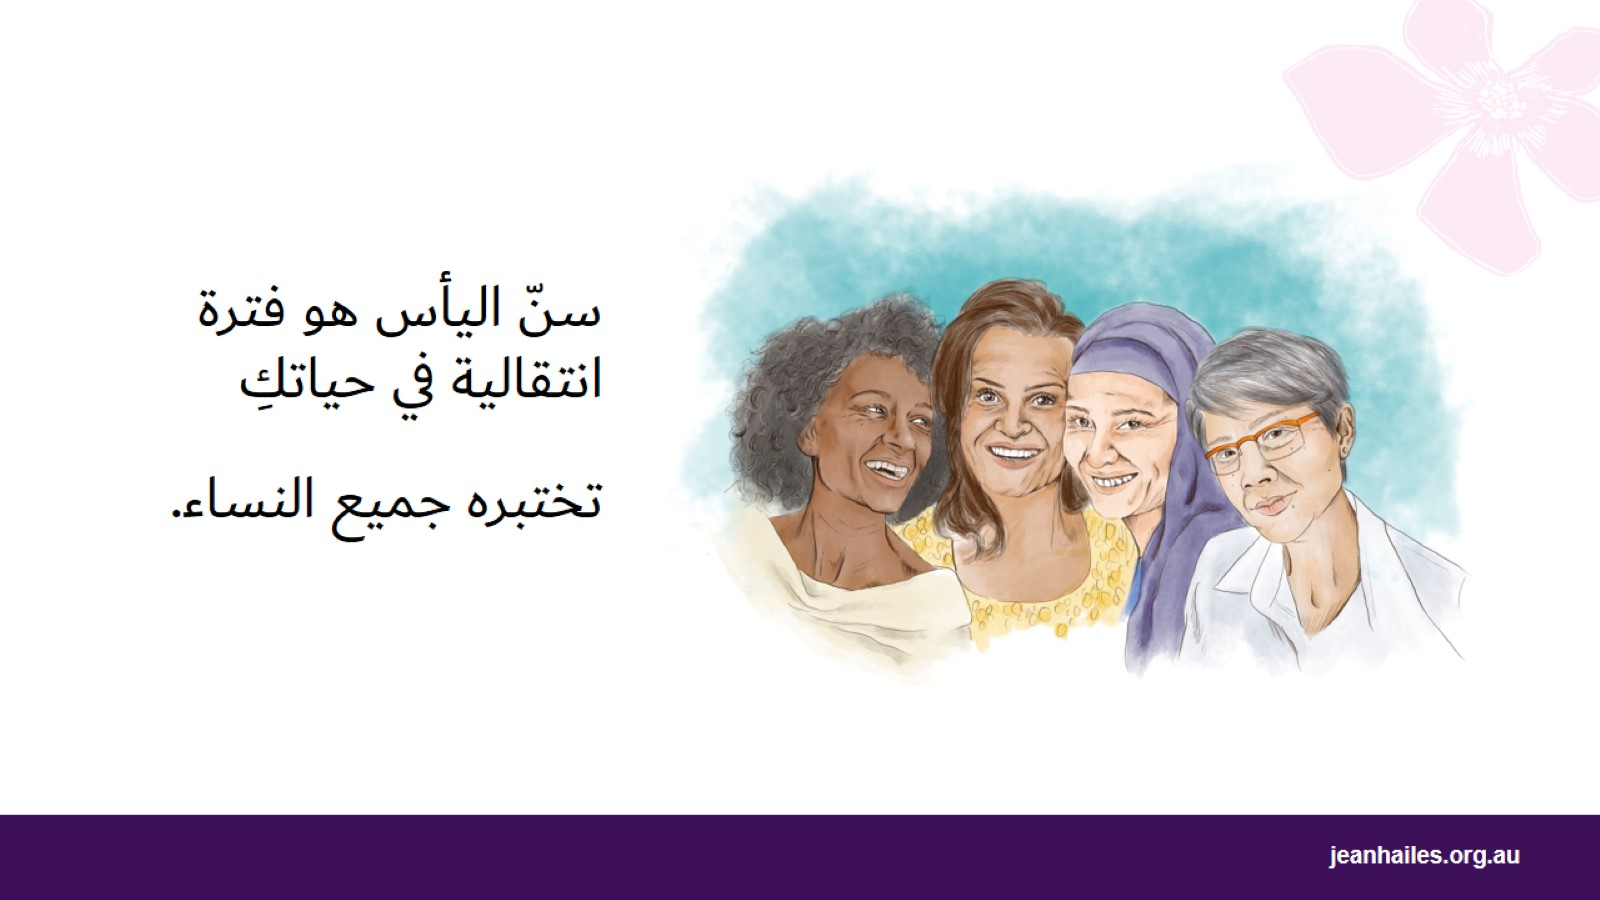 سنّ اليأس هو فترة
انتقالية في حياتكِ
تختبره جميع النساء.
jeanhailes.org.au